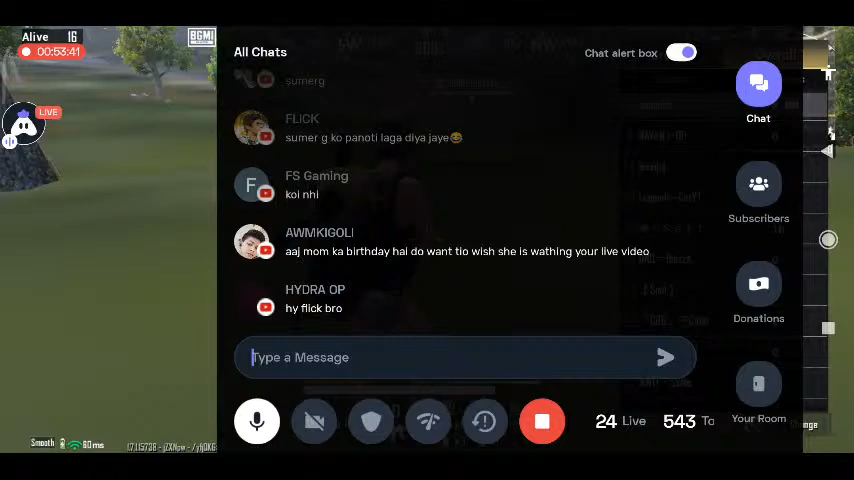 Alive 16
BGMI
00:53:41
LIVE
All Chats
Chat alert box
sumerg
FLICK
sumer g ko panoti laga diya jaye😂
F
FS Gaming
koi nhi
AWMKIGOLI
aaj mom ka birthday hai do want tio wish she is wathing your live video
HYDRA OP
hy flick bro
Type a Message
24 Live
543 To
Chat
Subscribers
Donations
Your Room
Smooth
60ms